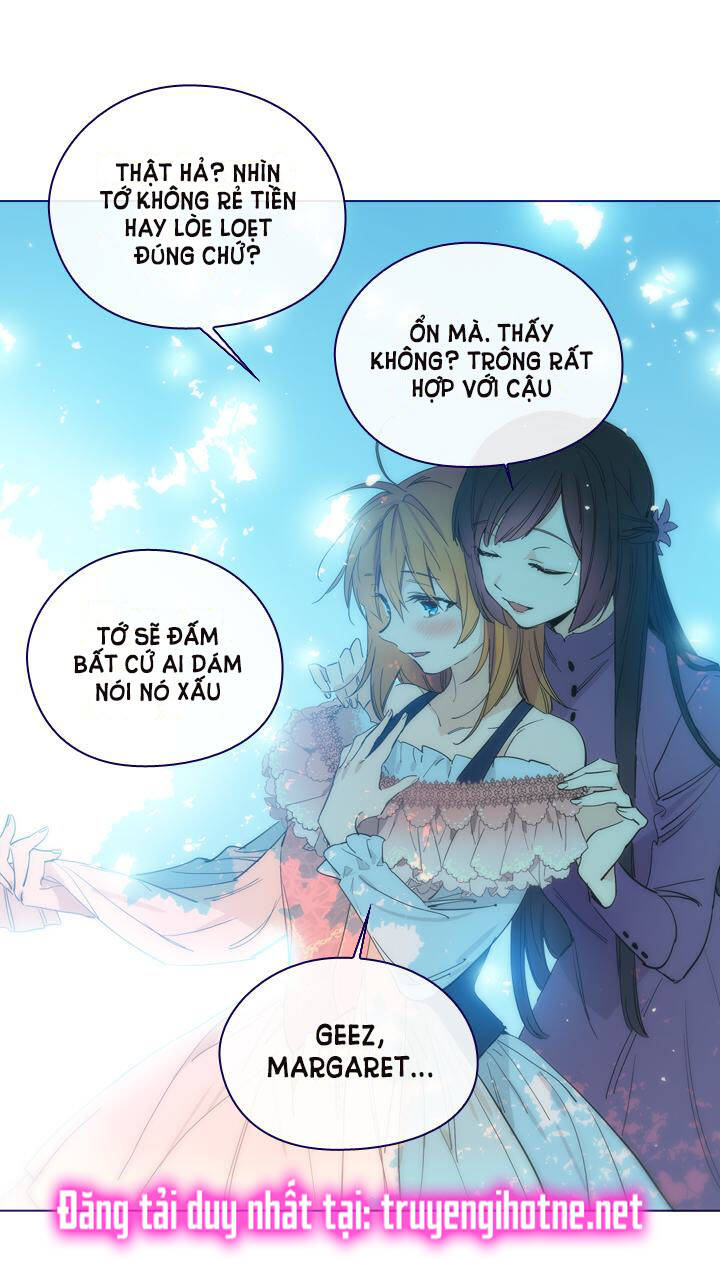 THẬT HẢ? NHÌN
TỚ KHÔNG RẺ TIỀN
HAY LÒE LOẸT
ĐÚNG CHỨ?
ỔN MÀ. THẤY
KHÔNG? TRÔNG RẤT
HỢP VỚI CẬU
TỚ SẼ ĐẤM
BẤT CỨ AI DÁM
NÓI NÓ XẤU
GEEZ,
MARGARET...
Đăng tải duy nhất tại: truyengihotne.net